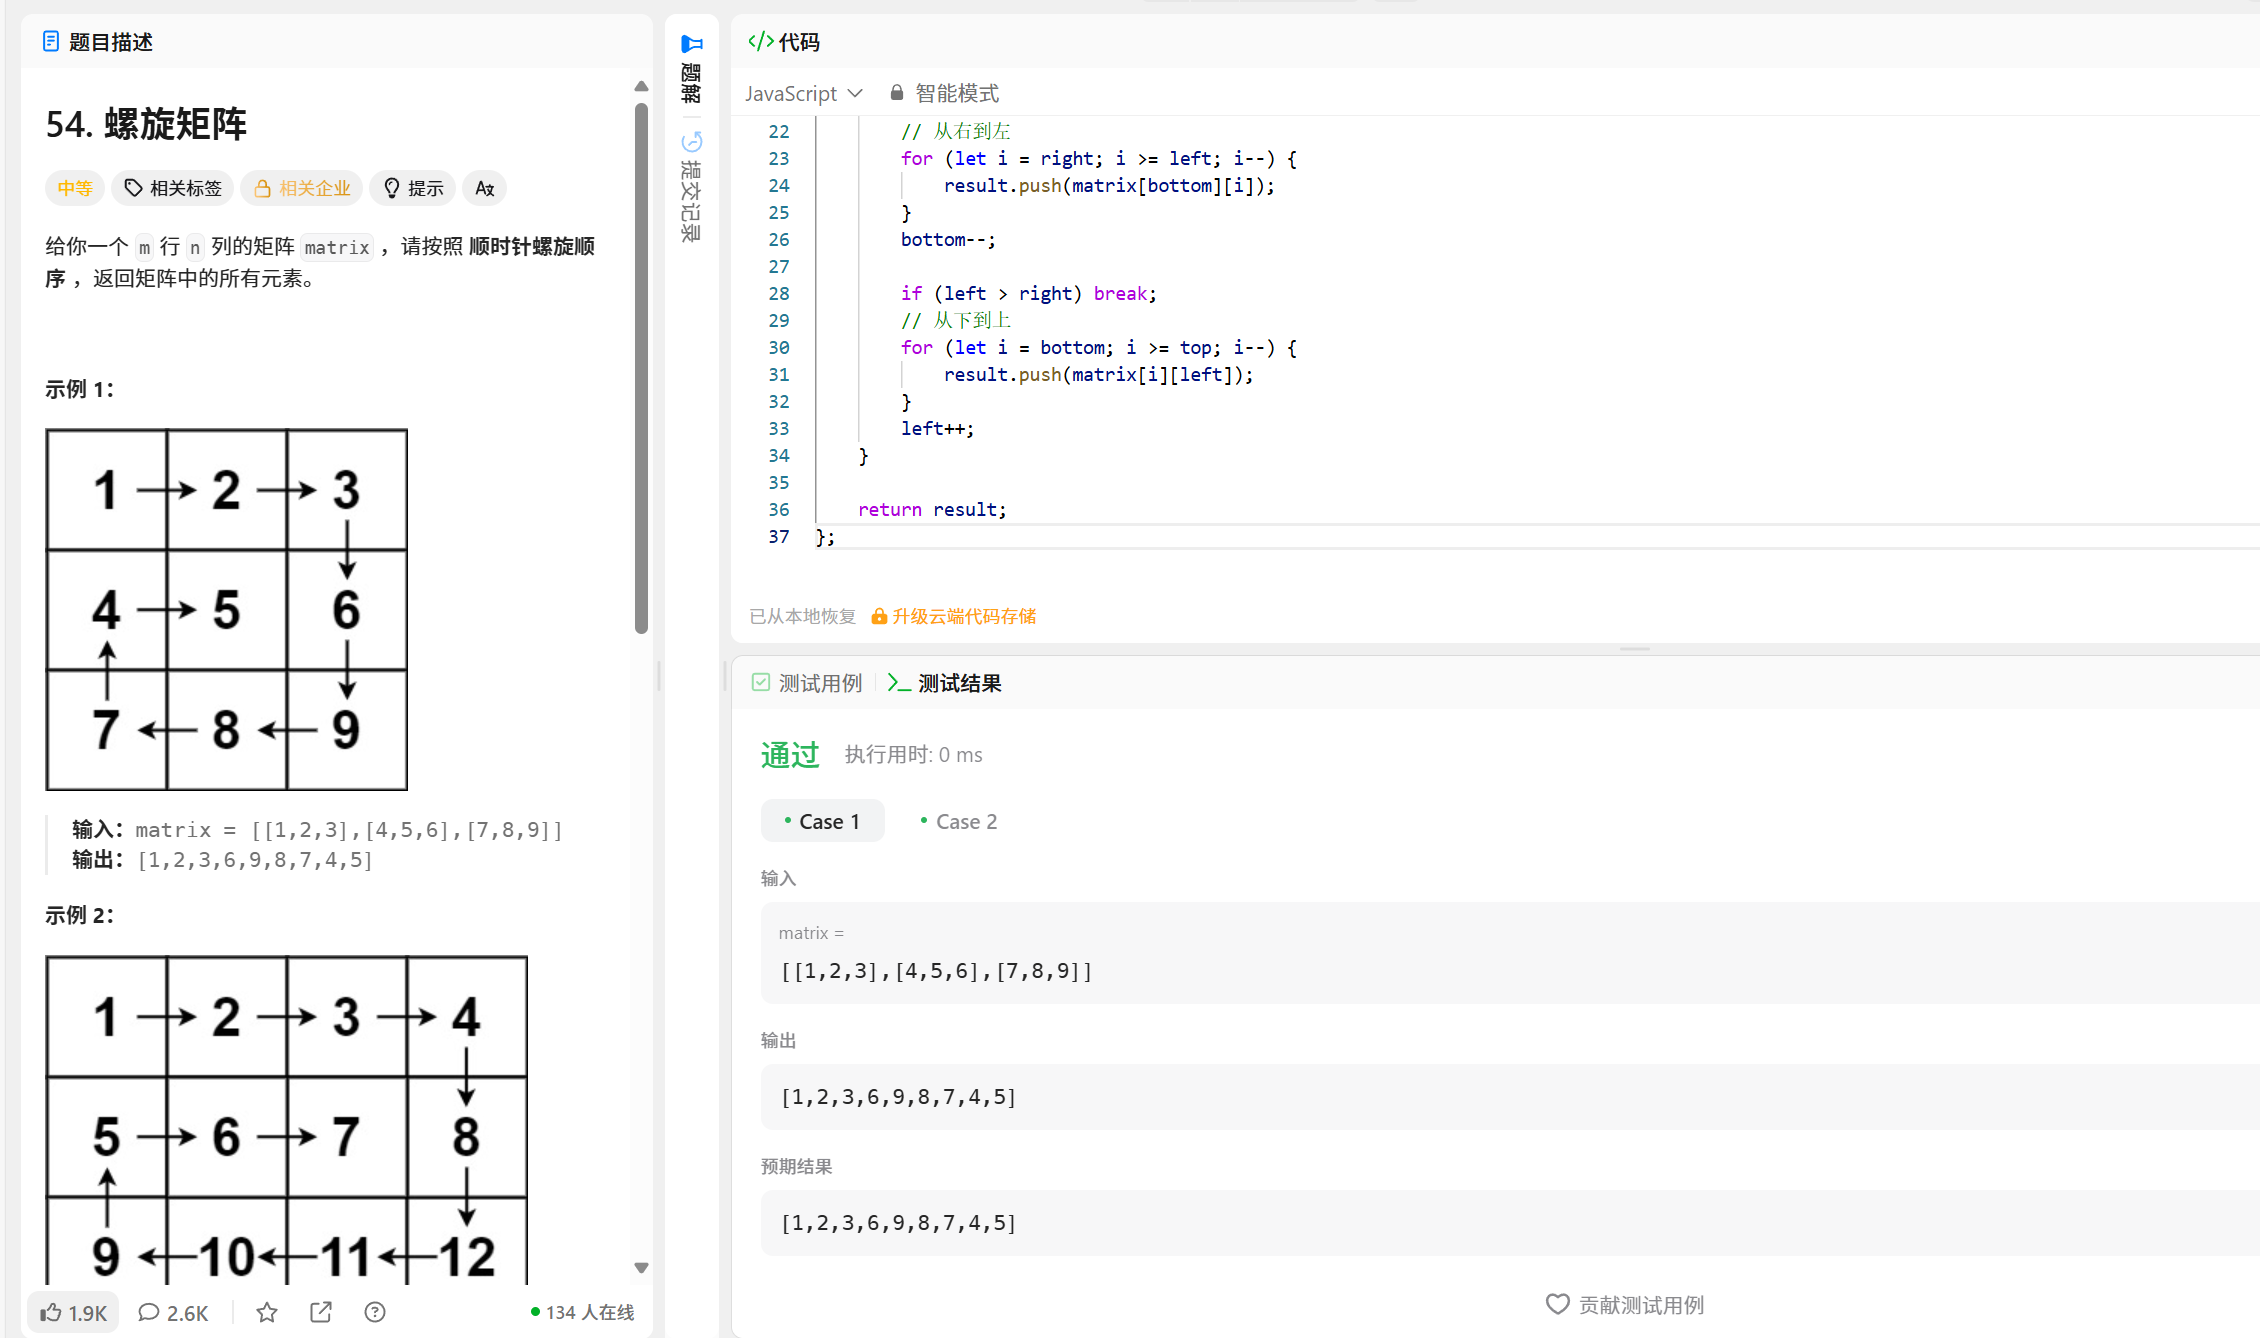 题目描述
54. 螺旋矩阵
中等 相关标签 相关企业 提示
给你一个 m 行 n 列的矩阵 matrix ，请按照 顺时针螺旋顺
序 ，返回矩阵中的所有元素。
示例 1：
1 2 3
4 5 6
7 8 9
输入：matrix = [[1,2,3],[4,5,6],[7,8,9]]
输出：[1,2,3,6,9,8,7,4,5]
示例 2：
1 2 3 4
5 6 7 8
9 10 11 12
1.9K 2.6K 134 人在线
题解
提交记录
</> 代码
JavaScript 智能模式
22 // 从右到左
23 for (let i = right; i >= left; i--) {
24 result.push(matrix[bottom][i]);
25 }
26 bottom--;
27
28 if (left > right) break;
29 // 从下到上
30 for (let i = bottom; i >= top; i--) {
31 result.push(matrix[i][left]);
32 }
33 left++;
34 }
35
36 return result;
37 };
已从本地恢复 升级云端代码存储
测试用例 >_ 测试结果
通过 执行用时: 0 ms
Case 1 Case 2
输入
matrix =
[[1,2,3],[4,5,6],[7,8,9]]
输出
[1,2,3,6,9,8,7,4,5]
预期结果
[1,2,3,6,9,8,7,4,5]
贡献测试用例